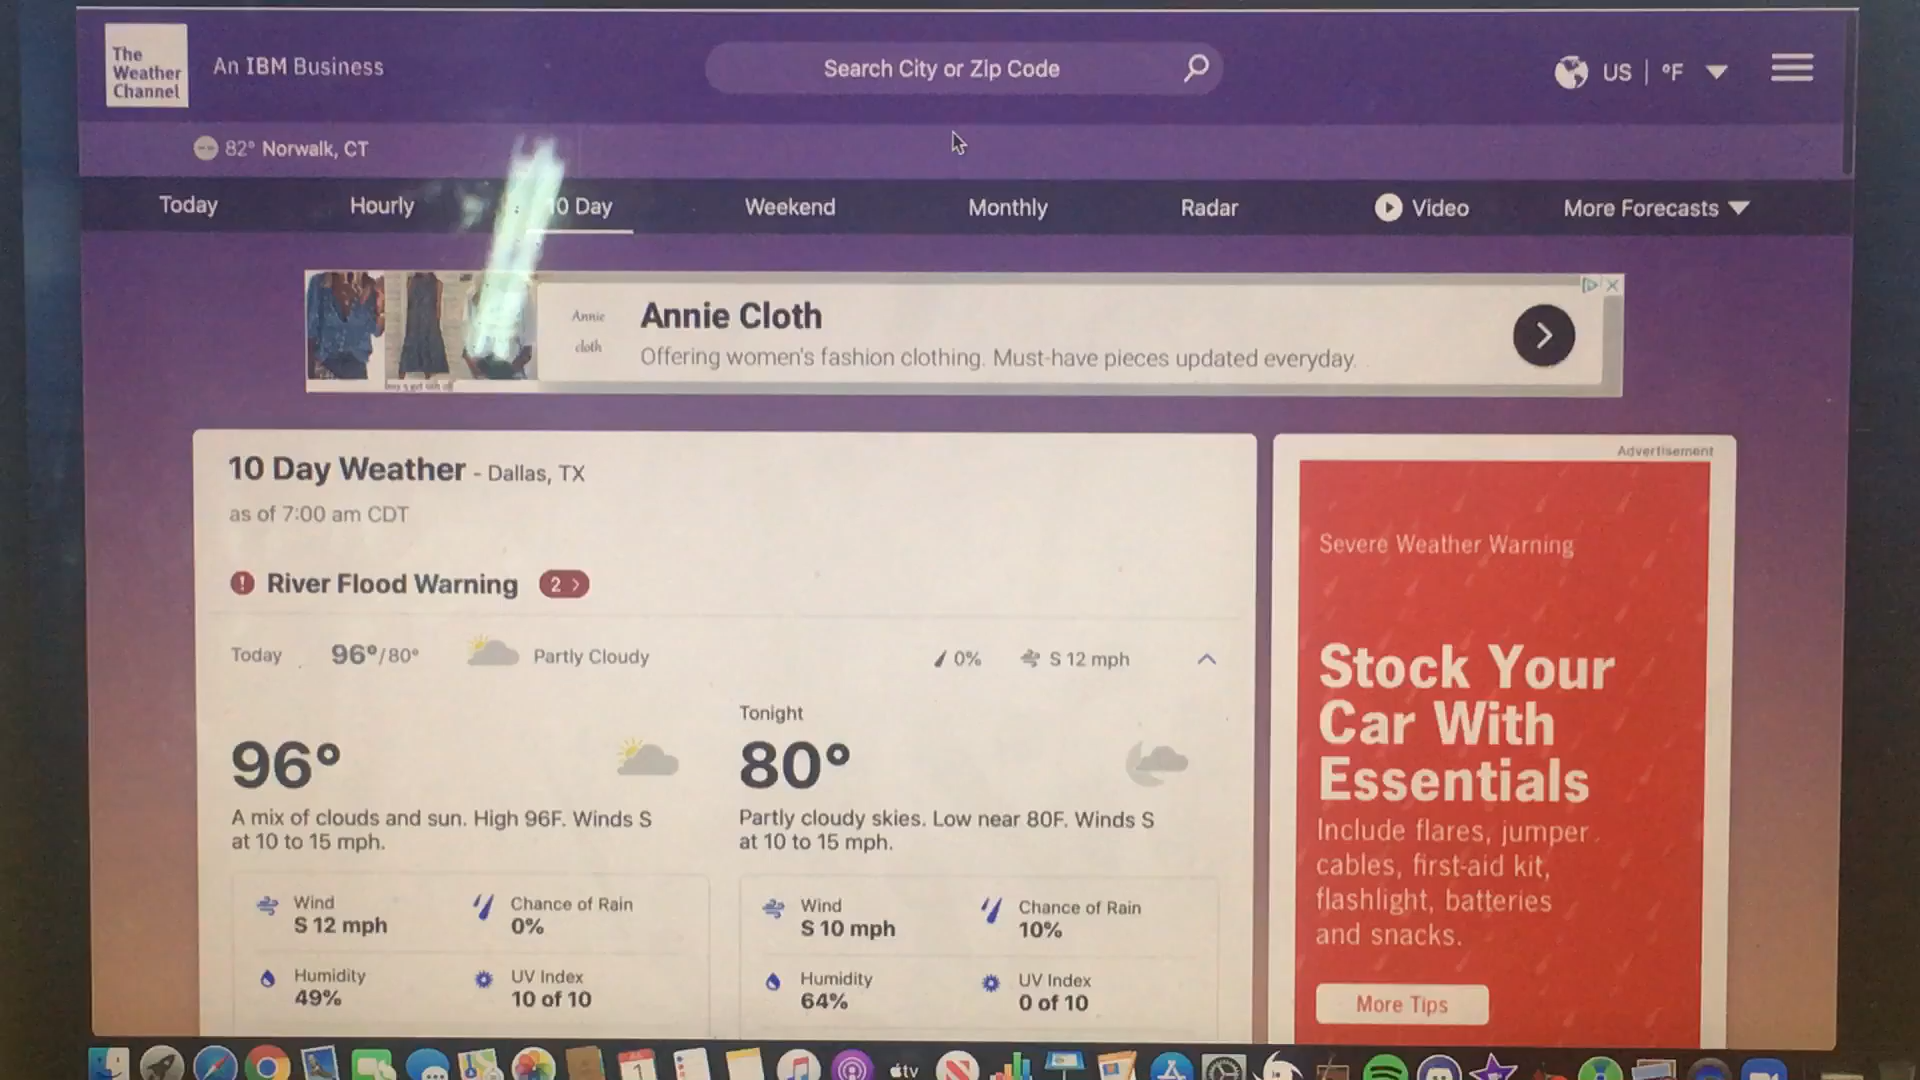 The
Weather
Channel
An IBM Business
Search City or Zip Code
US | °F
82° Norwalk, CT
Today
Hourly
10 Day
Weekend
Monthly
Radar
Video
More Forecasts
Annie
cloth
Annie Cloth
Offering women's fashion clothing. Must-have pieces updated everyday.
10 Day Weather - Dallas, TX
as of 7:00 am CDT
River Flood Warning 2 >
Today 96°/80° Partly Cloudy 0% S 12 mph
96°
A mix of clouds and sun. High 96F. Winds S
at 10 to 15 mph.
Wind
S 12 mph
Chance of Rain
0%
Humidity
49%
UV Index
10 of 10
Tonight
80°
Partly cloudy skies. Low near 80F. Winds S
at 10 to 15 mph.
Wind
S 10 mph
Chance of Rain
10%
Humidity
64%
UV Index
0 of 10
Advertisement
Severe Weather Warning
Stock Your
Car With
Essentials
Include flares, jumper
cables, first-aid kit,
flashlight, batteries
and snacks.
More Tips
1
tv